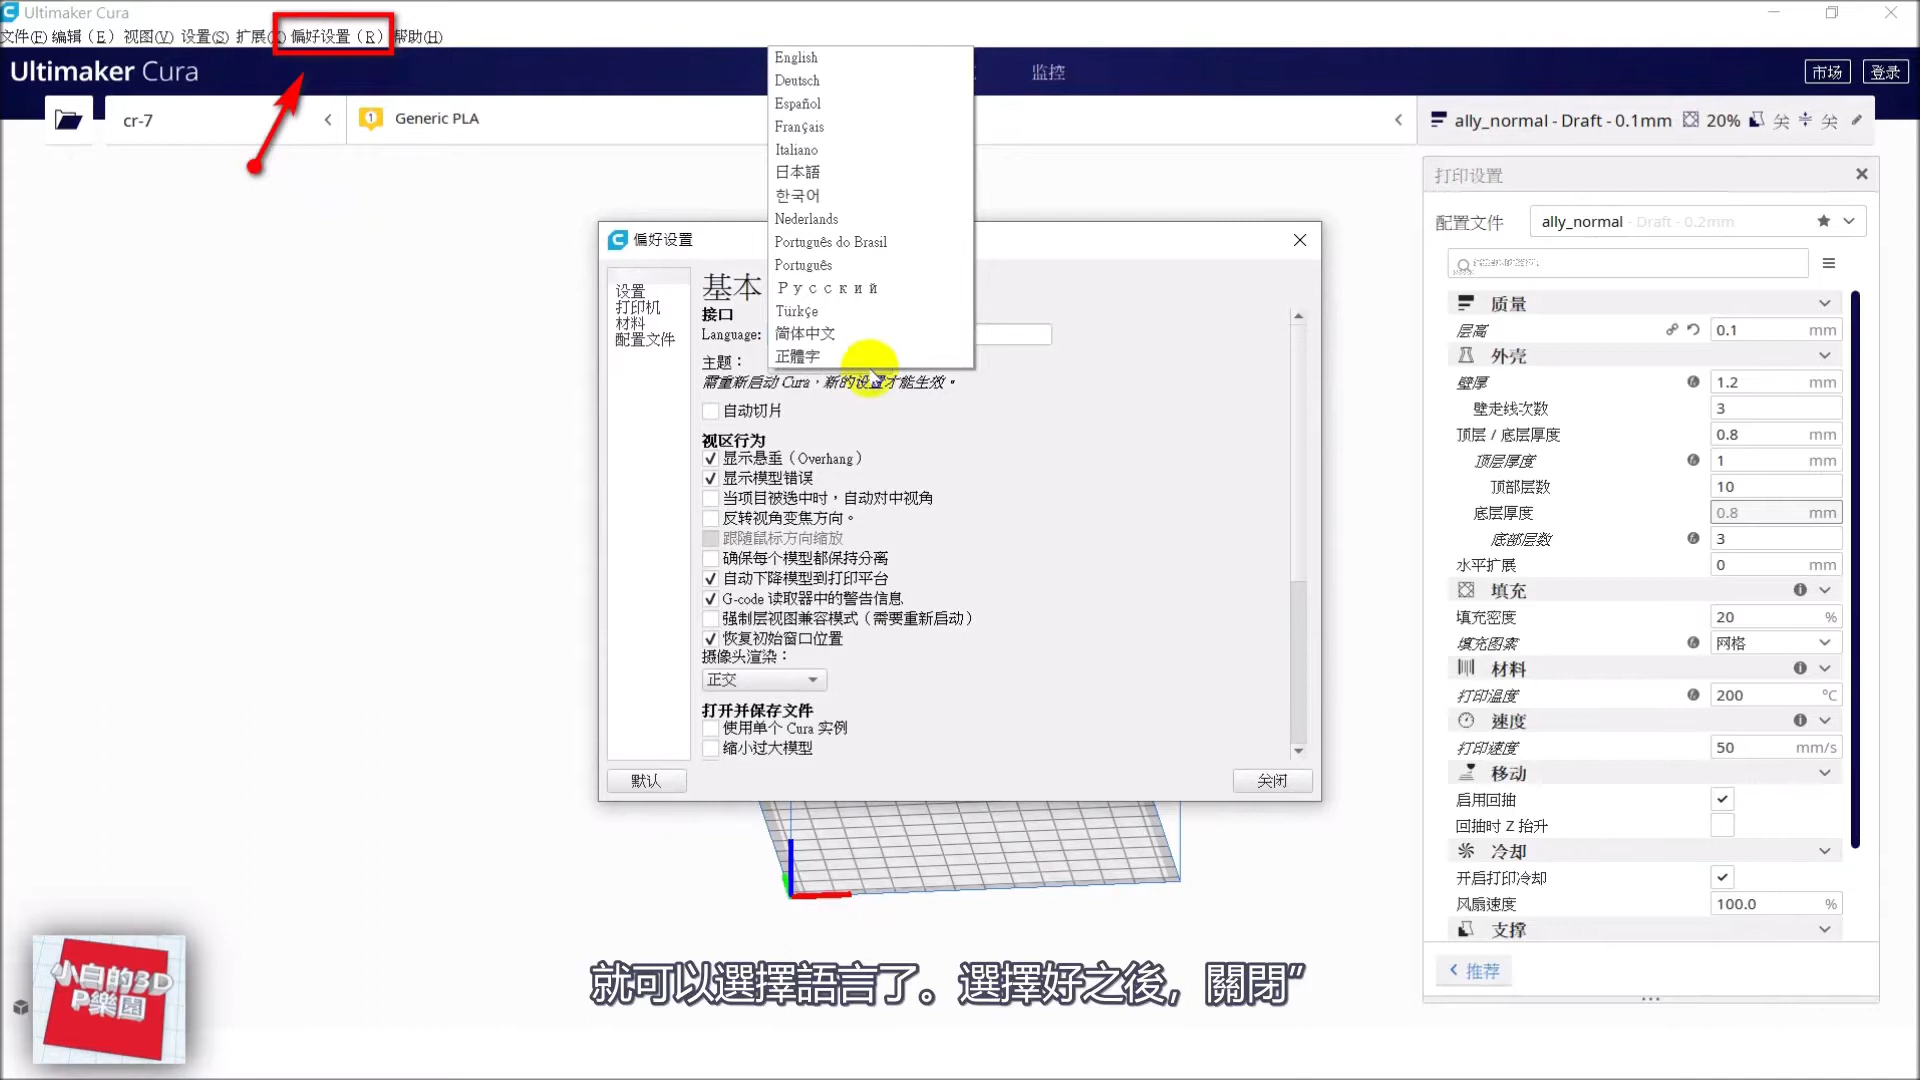 Ultimaker Cura
文件(F) 编辑（E） 视图(V) 设置(S) 扩展 偏好设置（R） 帮助(H)
Ultimaker Cura
监控
市场
登录
cr-7
1
Generic PLA
ally_normal - Draft - 0.1mm
20%
关
关
English
Deutsch
Español
Français
Italiano
日本語
한국어
Nederlands
Português do Brasil
Português
Русский
Türkçe
简体中文
正體字
偏好设置
设置
打印机
材料
配置文件
基本
接口
Language:
主题：
需重新启动 Cura，新的设置才能生效。
自动切片
视区行为
显示悬垂（Overhang）
显示模型错误
当项目被选中时，自动对中视角
反转视角变焦方向。
跟随鼠标方向缩放
确保每个模型都保持分离
自动下降模型到打印平台
G-code 读取器中的警告信息
强制层视图兼容模式（需要重新启动）
恢复初始窗口位置
摄像头渲染：
正交
打开并保存文件
使用单个 Cura 实例
缩小过大模型
默认
关闭
打印设置
配置文件
ally_normal - Draft - 0.2mm
质量
层高 0.1 mm
外壳
壁厚 1.2 mm
壁走线次数 3
顶层 / 底层厚度 0.8 mm
顶层厚度 1 mm
顶部层数 10
底层厚度 0.8 mm
底部层数 3
水平扩展 0 mm
填充
填充密度 20 %
填充图案 网格
材料
打印温度 200 °C
速度
打印速度 50 mm/s
移动
启用回抽
回抽时 Z 抬升
冷却
开启打印冷却
风扇速度 100.0 %
支撑
推荐
小白的3D
P樂園
就可以選擇語言了。選擇好之後，關閉”